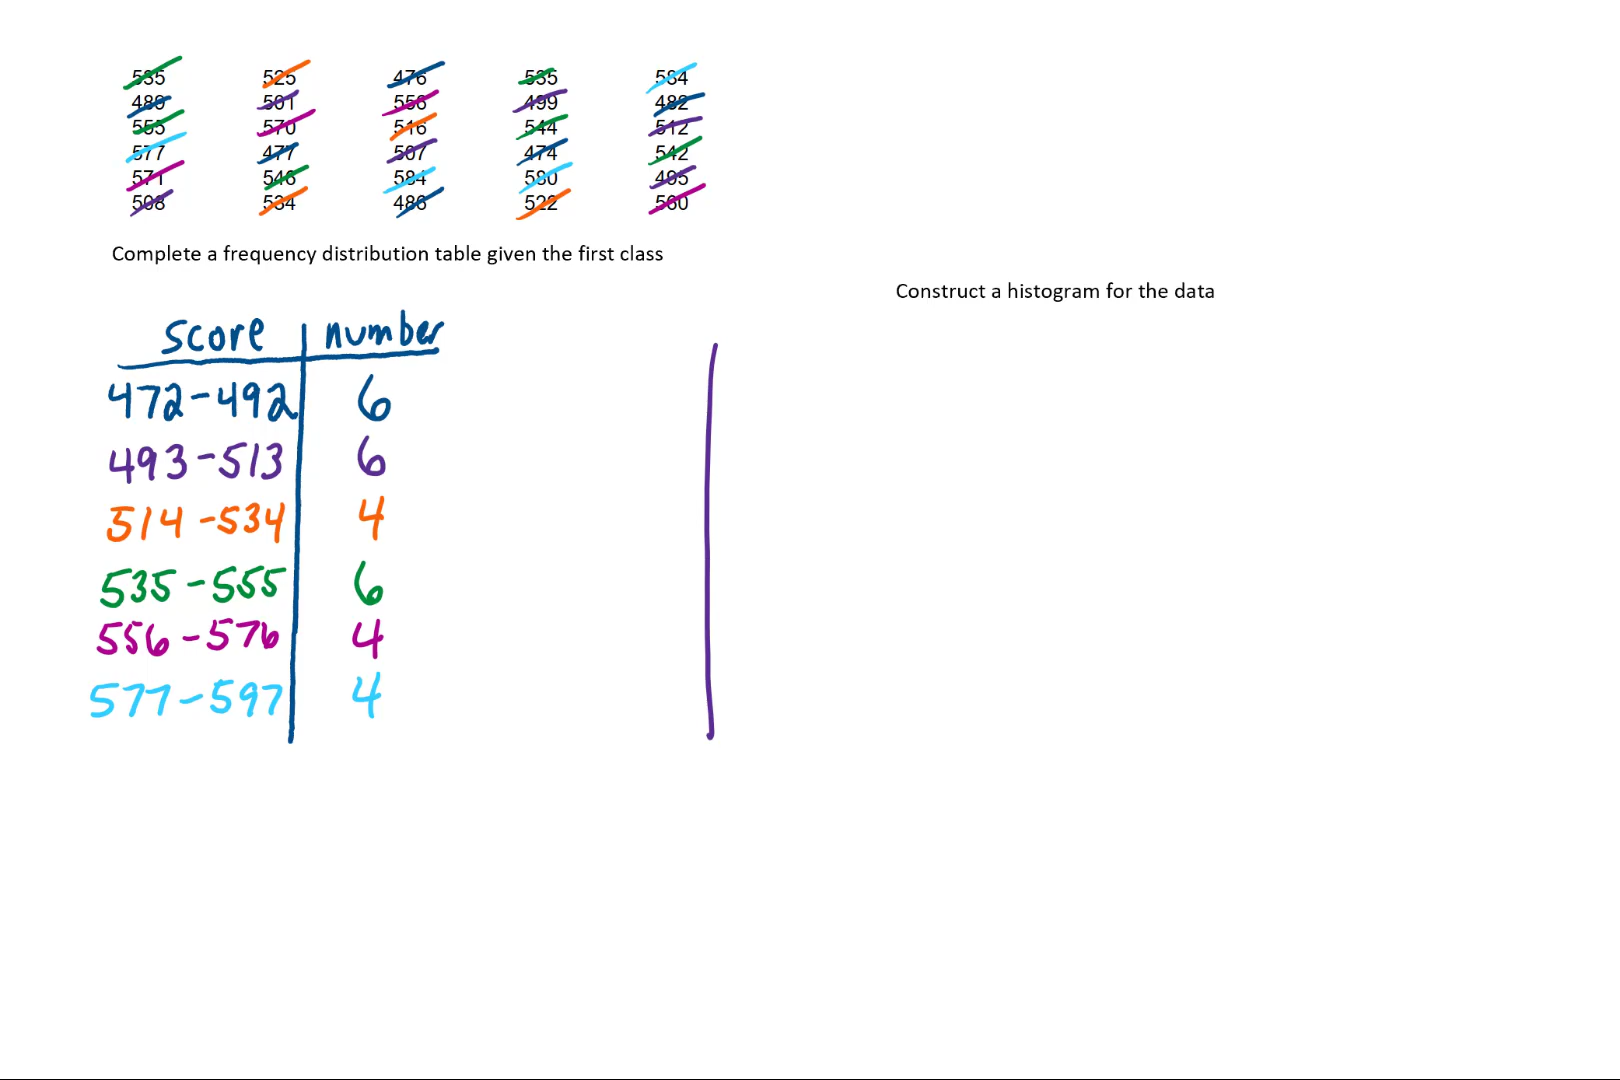 535 525 476 535 584
489 501 556 499 482
555 570 516 544 512
577 477 507 474 542
571 546 584 580 495
508 534 486 522 560
Complete a frequency distribution table given the first class
Construct a histogram for the data
score number
472-492 6
493-513 6
514-534 4
535-555 6
556-576 4
577-597 4